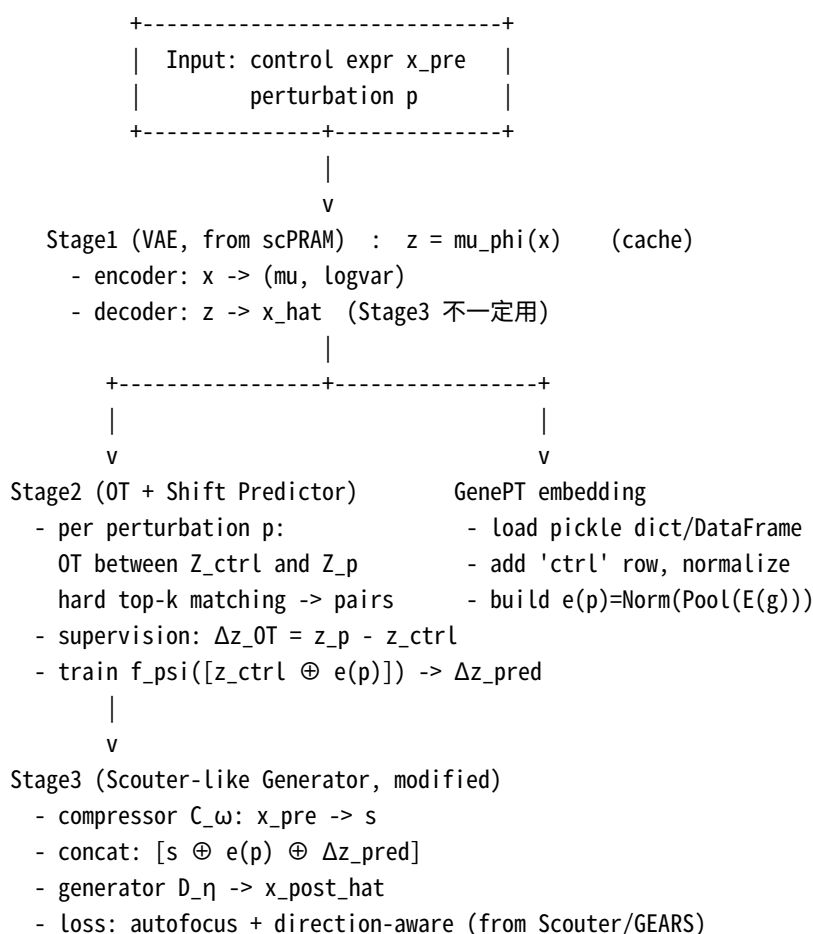 Input: control expr x_pre
perturbation p
Stage1 (VAE, from scPRAM) : z = mu_phi(x) (cache)
- encoder: x -> (mu, logvar)
- decoder: z -> x_hat (Stage3 不一定用)
Stage2 (OT + Shift Predictor)
- per perturbation p:
OT between Z_ctrl and Z_p
hard top-k matching -> pairs
- supervision: Δz_OT = z_p - z_ctrl
- train f_psi([z_ctrl ⊕ e(p)]) -> Δz_pred
GenePT embedding
- load pickle dict/DataFrame
- add 'ctrl' row, normalize
- build e(p)=Norm(Pool(E(g)))
Stage3 (Scouter-like Generator, modified)
- compressor C_ω: x_pre -> s
- concat: [s ⊕ e(p) ⊕ Δz_pred]
- generator D_η -> x_post_hat
- loss: autofocus + direction-aware (from Scouter/GEARS)